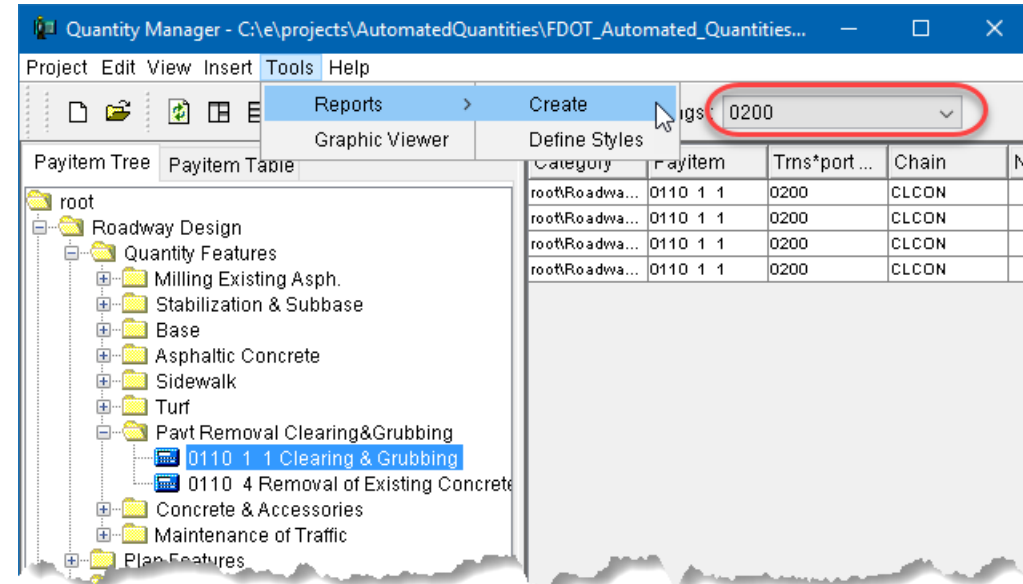 Quantity Manager - C:\e\projects\AutomatedQuantities\FDOT_Automated_Quantities...
Project Edit View Insert Tools Help
Reports > Create
0200
Graphic Viewer Define Styles
Payitem Tree Payitem Table Category Payitem Trns*port ... Chain N
root
root\Roadwa... 0110 1 1 0200 CLCON
root\Roadwa... 0110 1 1 0200 CLCON
root\Roadwa... 0110 1 1 0200 CLCON
root\Roadwa... 0110 1 1 0200 CLCON
Roadway Design
Quantity Features
Milling Existing Asph.
Stabilization & Subbase
Base
Asphaltic Concrete
Sidewalk
Turf
Pavt Removal Clearing&Grubbing
0110 1 1 Clearing & Grubbing
0110 4 Removal of Existing Concrete
Concrete & Accessories
Maintenance of Traffic
Plan Features